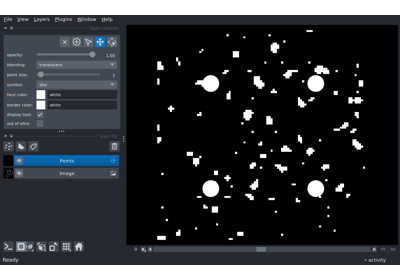 File View Layers Plugins Window Help
opacity: 1.00
blending: translucent
point size:
symbol: disc
face color: white
border color: white
display text: ✓
out of slice:
Points
Image
Ready
activity